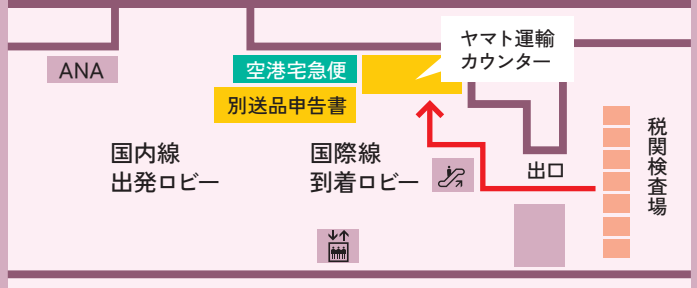 ヤマト運輸
カウンター
ANA
空港宅急便
別送品申告書
国内線
出発ロビー
国際線
到着ロビー
出口
税関検査場